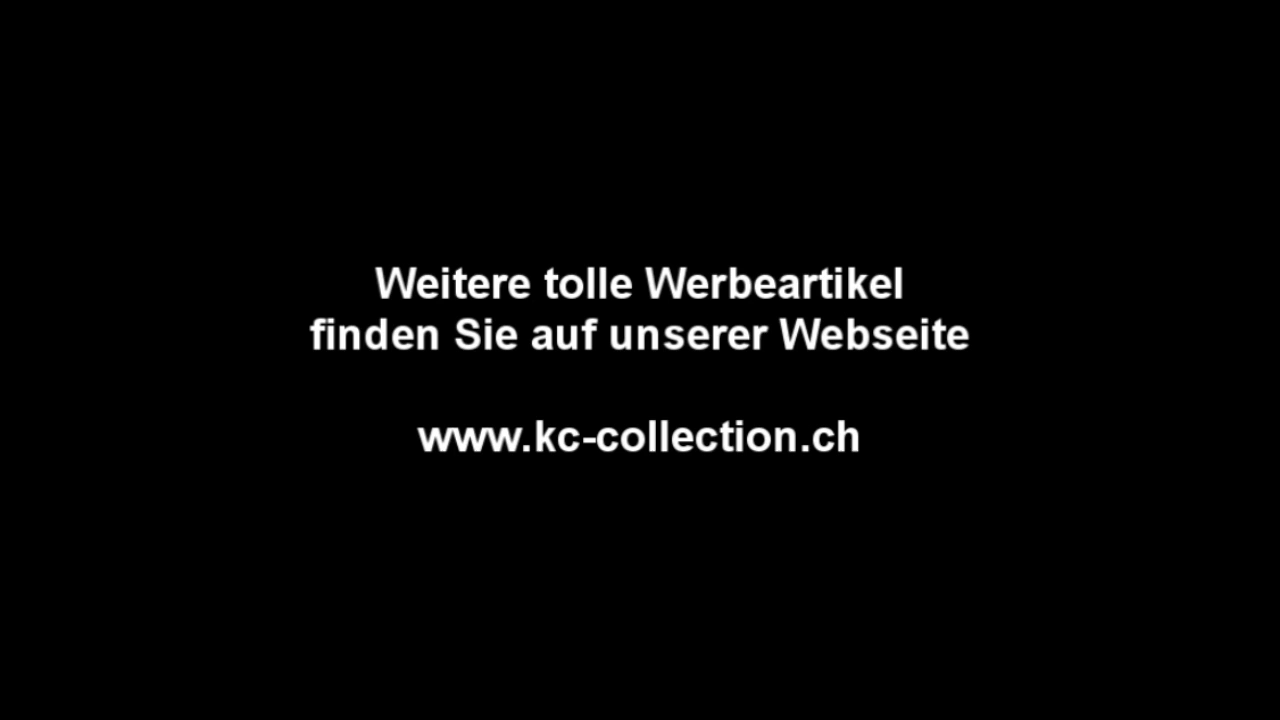 Weitere tolle Werbeartikel
finden Sie auf unserer Webseite
www.kc-collection.ch